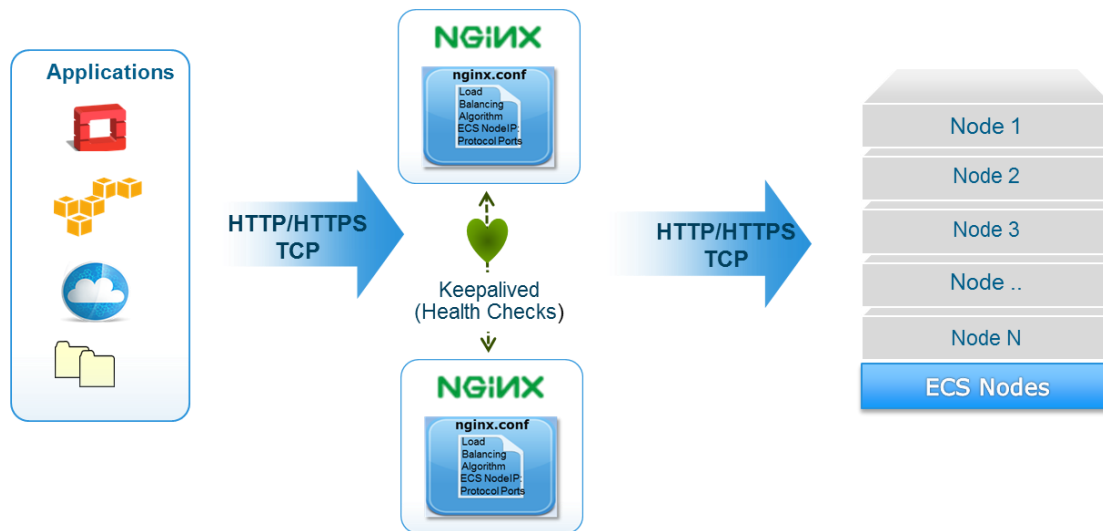 Applications
HTTP/HTTPS
TCP
NGiNX
nginx.conf
Load
Balancing
Algorithm
ECS NodeIP:
Protocol Ports
Keepalived
(Health Checks)
NGiNX
nginx.conf
Load
Balancing
Algorithm
ECS NodeIP:
Protocol Ports
HTTP/HTTPS
TCP
Node 1
Node 2
Node 3
Node ..
Node N
ECS Nodes